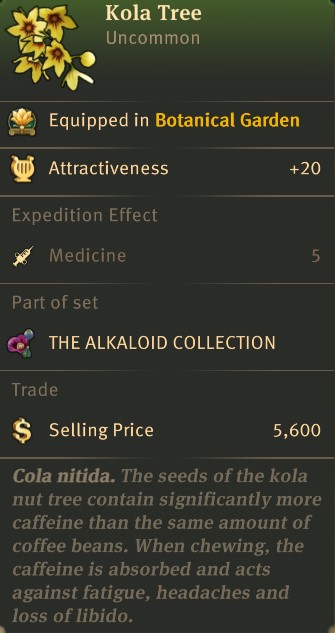 Kola Tree
Uncommon
Equipped in Botanical Garden
Attractiveness +20
Expedition Effect
Medicine 5
Part of set
THE ALKALOID COLLECTION
Trade
$ Selling Price 5,600
Cola nitida. The seeds of the kola
nut tree contain significantly more
caffeine than the same amount of
coffee beans. When chewing, the
caffeine is absorbed and acts
against fatigue, headaches and
loss of libido.